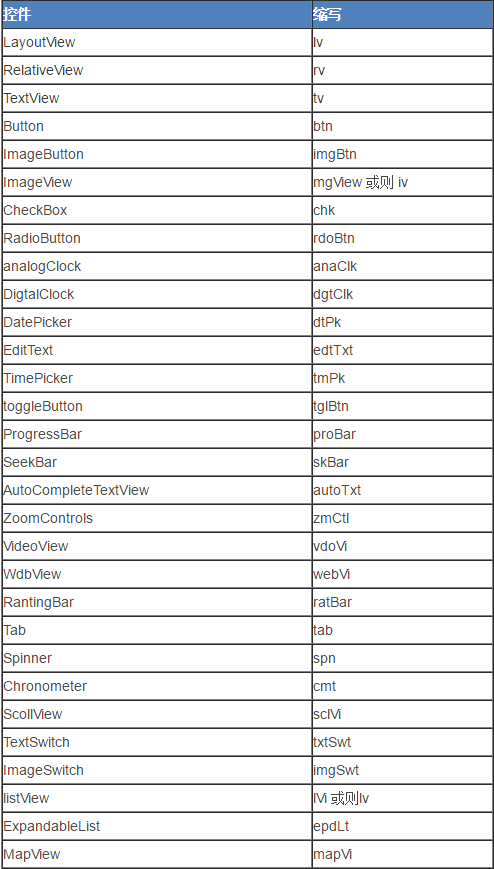 控件 缩写
LayoutView lv
RelativeView rv
TextView tv
Button btn
ImageButton imgBtn
ImageView mgView 或则 iv
CheckBox chk
RadioButton rdoBtn
analogClock anaClk
DigtalClock dgtClk
DatePicker dtPk
EditText edtTxt
TimePicker tmPk
toggleButton tglBtn
ProgressBar proBar
SeekBar skBar
AutoCompleteTextView autoTxt
ZoomControls zmCtl
VideoView vdoVi
WdbView webVi
RantingBar ratBar
Tab tab
Spinner spn
Chronometer cmt
ScollView sclVi
TextSwitch txtSwt
ImageSwitch imgSwt
listView lVi 或则lv
ExpandableList epdLt
MapView mapVi